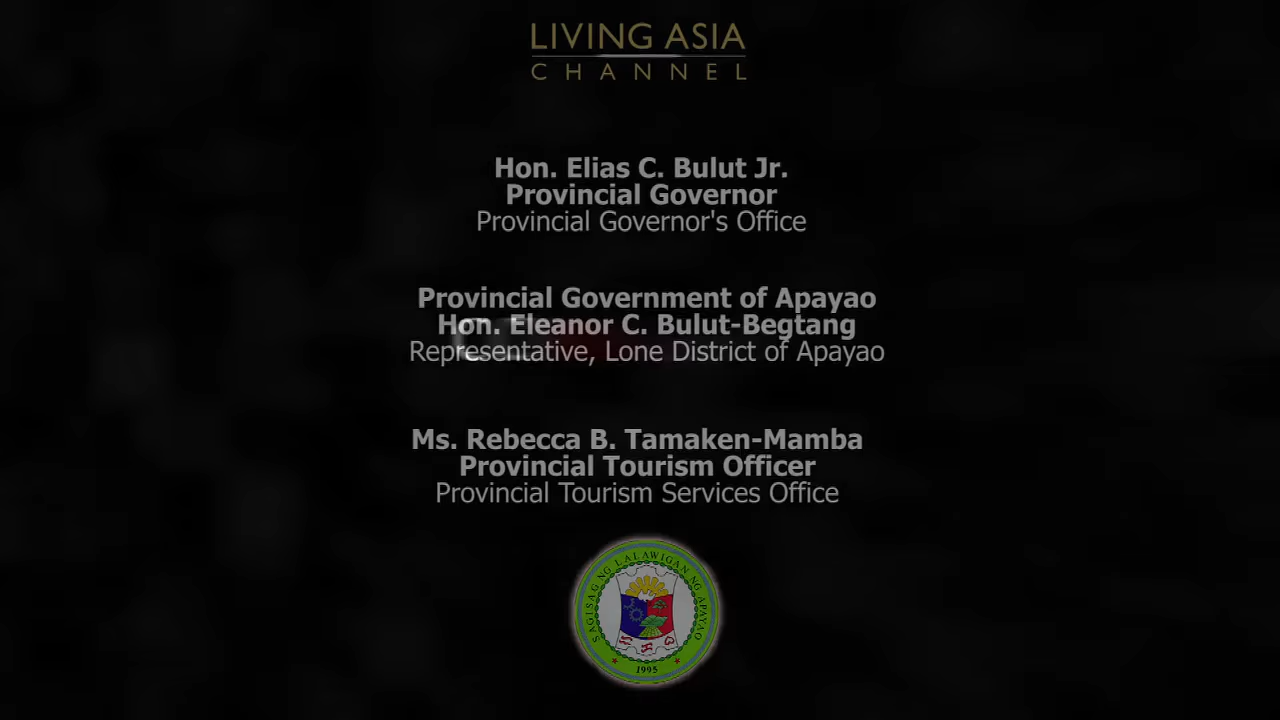 LIVING ASIA
CHANNEL
Hon. Elias C. Bulut Jr.
Provincial Governor
Provincial Governor's Office
Provincial Government of Apayao
Hon. Eleanor C. Bulut-Begtang
Representative, Lone District of Apayao
Ms. Rebecca B. Tamaken-Mamba
Provincial Tourism Officer
Provincial Tourism Services Office
SAGISAG NG LALAWIGAN NG APAYAO
1995